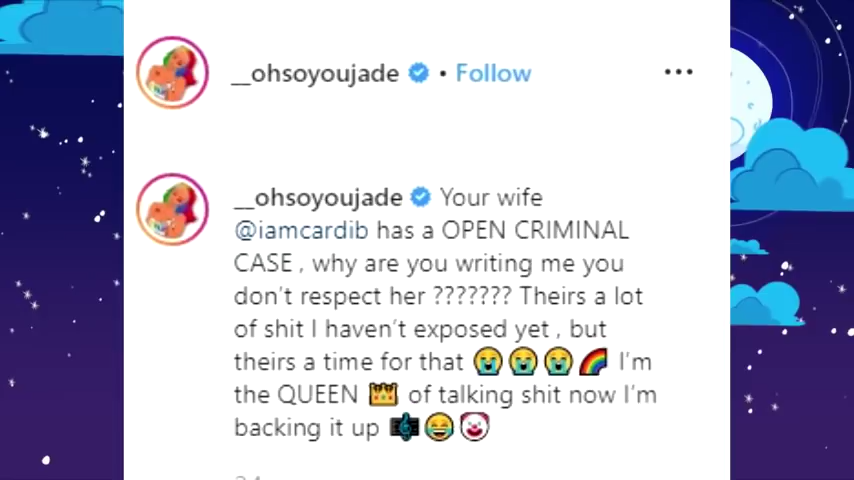 __ohsoyoujade • Follow
__ohsoyoujade Your wife
@iamcardib has a OPEN CRIMINAL
CASE , why are you writing me you
don't respect her ??????? Theirs a lot
of shit I haven't exposed yet , but
theirs a time for that 😭😭😭🌈 I'm
the QUEEN 👑 of talking shit now I'm
backing it up 🎼😂🤡